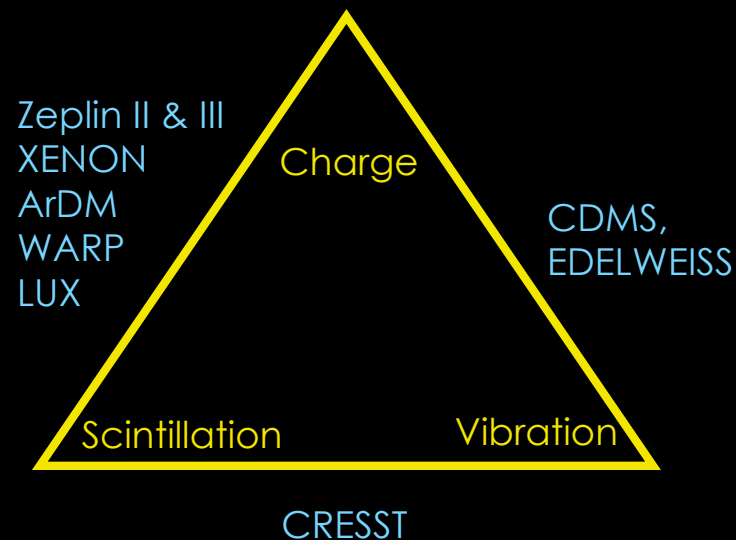 Zeplin II & III
XENON
ArDM
WARP
LUX
Charge
CDMS,
EDELWEISS
Scintillation
Vibration
CRESST